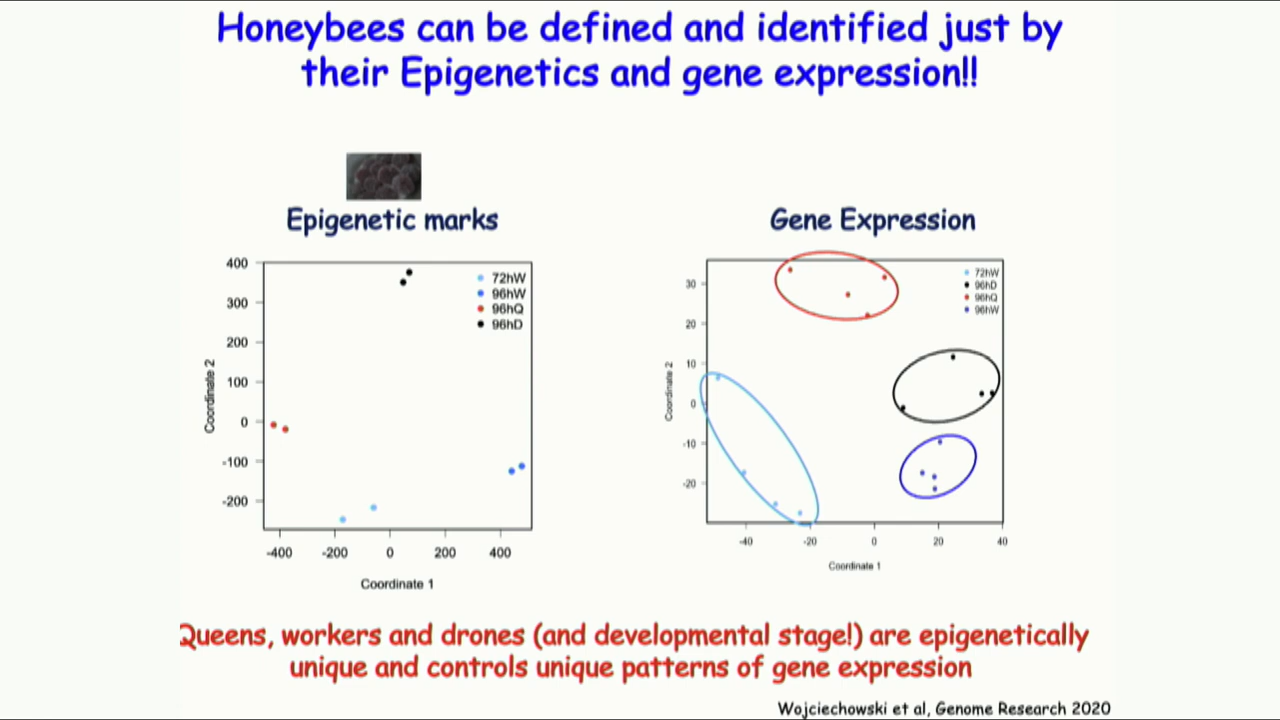 Honeybees can be defined and identified just by
their Epigenetics and gene expression!!
Epigenetic marks
400
300
200
100
0
-100
-200
Coordinate 2
72hW
96hW
96hQ
96hD
-400
-200
0
200
400
Coordinate 1
Gene Expression
30
20
10
0
-10
-20
Coordinate 2
72hW
96hD
96hQ
96hW
-40
-20
0
20
40
Coordinate 1
Queens, workers and drones (and developmental stage!) are epigenetically
unique and controls unique patterns of gene expression
Wojciechowski et al, Genome Research 2020